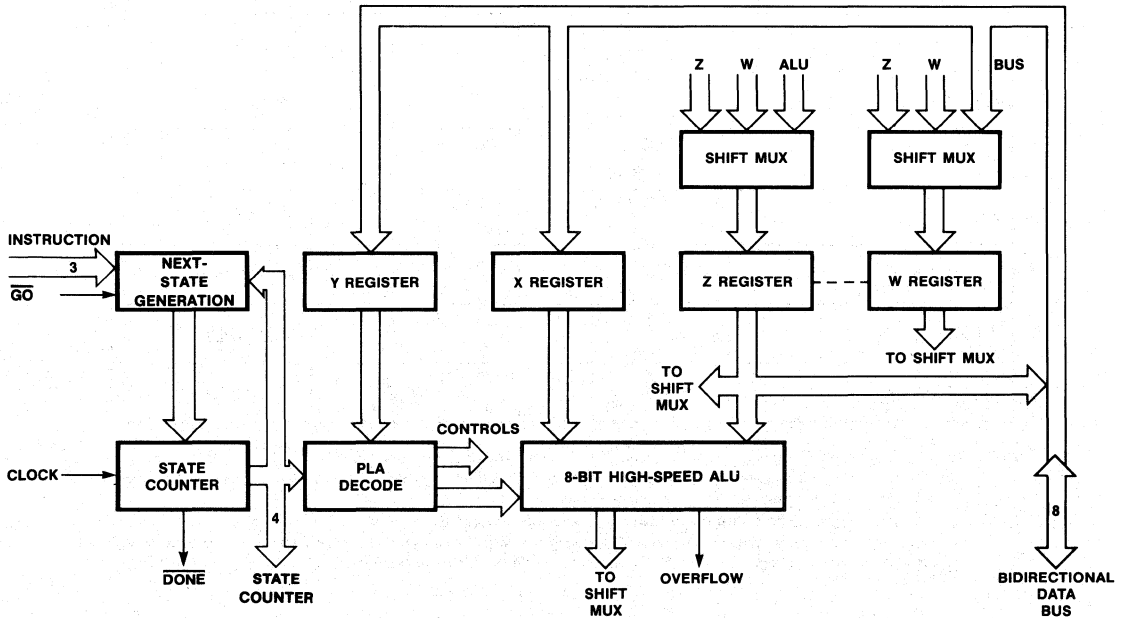 Z W ALU Z W BUS
SHIFT MUX SHIFT MUX
INSTRUCTION
3
GO
NEXT-
STATE
GENERATION
Y REGISTER
X REGISTER
Z REGISTER
W REGISTER
TO SHIFT MUX
TO
SHIFT
MUX
CONTROLS
CLOCK
STATE
COUNTER
PLA
DECODE
8-BIT HIGH-SPEED ALU
4
8
DONE
STATE
COUNTER
TO
SHIFT
MUX
OVERFLOW
BIDIRECTIONAL
DATA
BUS